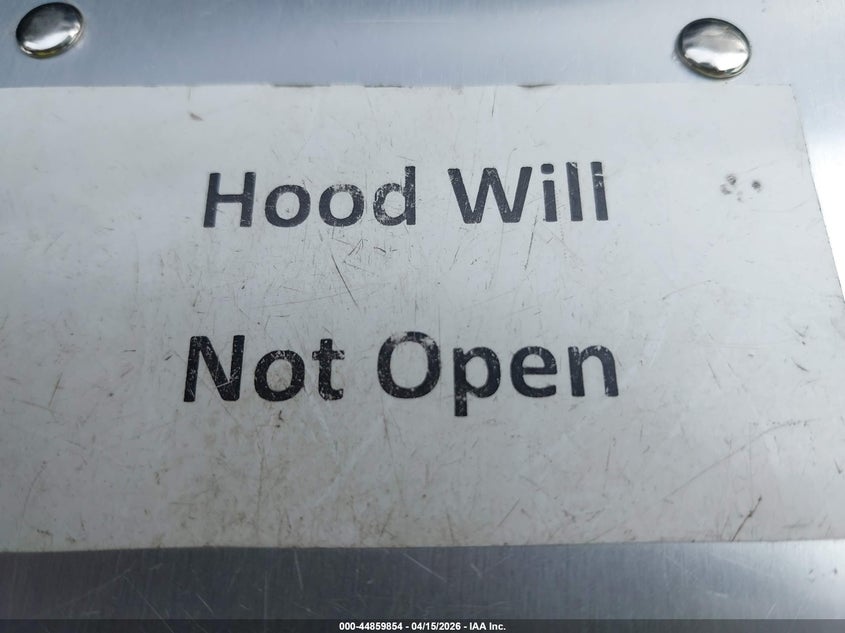 Hood Will
Not Open
000-44859854 - 04/15/2026 - IAA Inc.